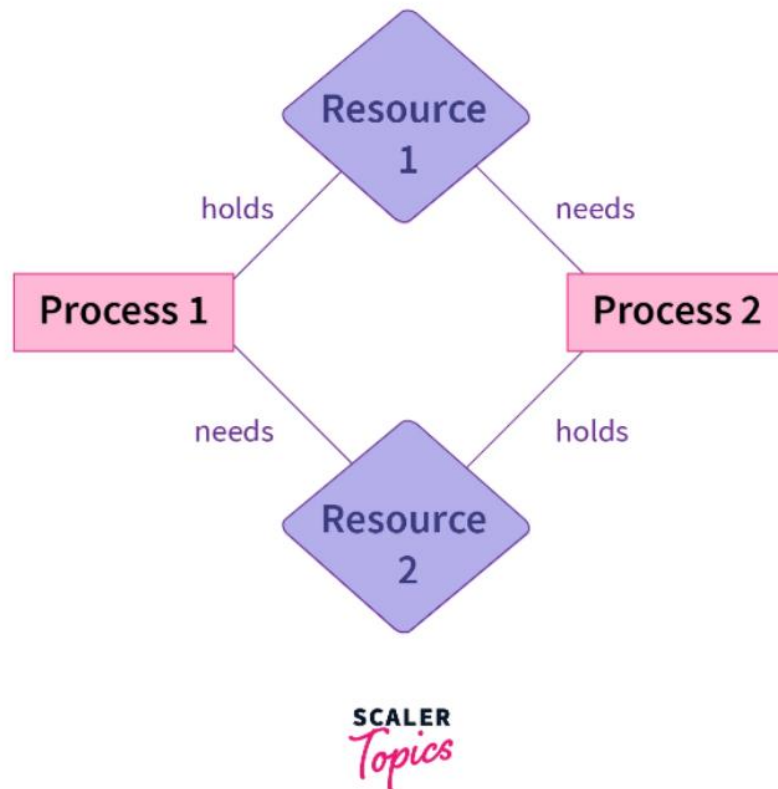 Resource
1
holds
needs
Process 1
Process 2
needs
holds
Resource
2
SCALER
Topics